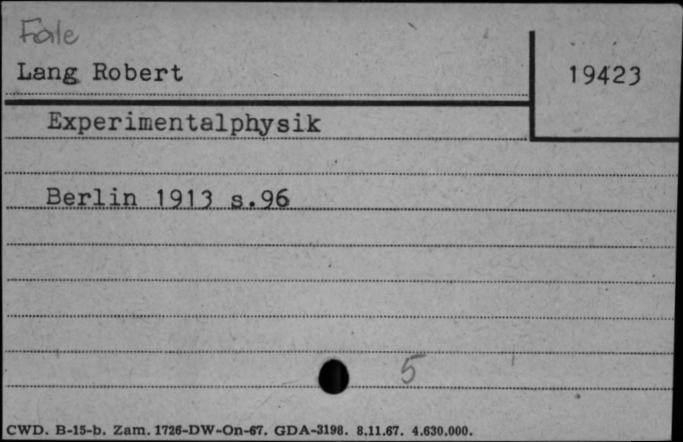 Fale
Lang Robert
19423
Experimentalphysik
Berlin 1913 s.96
5
CWD. B-15-b. Zam. 1726-DW-On-67. GDA-3198. 8.11.67. 4.630.000.